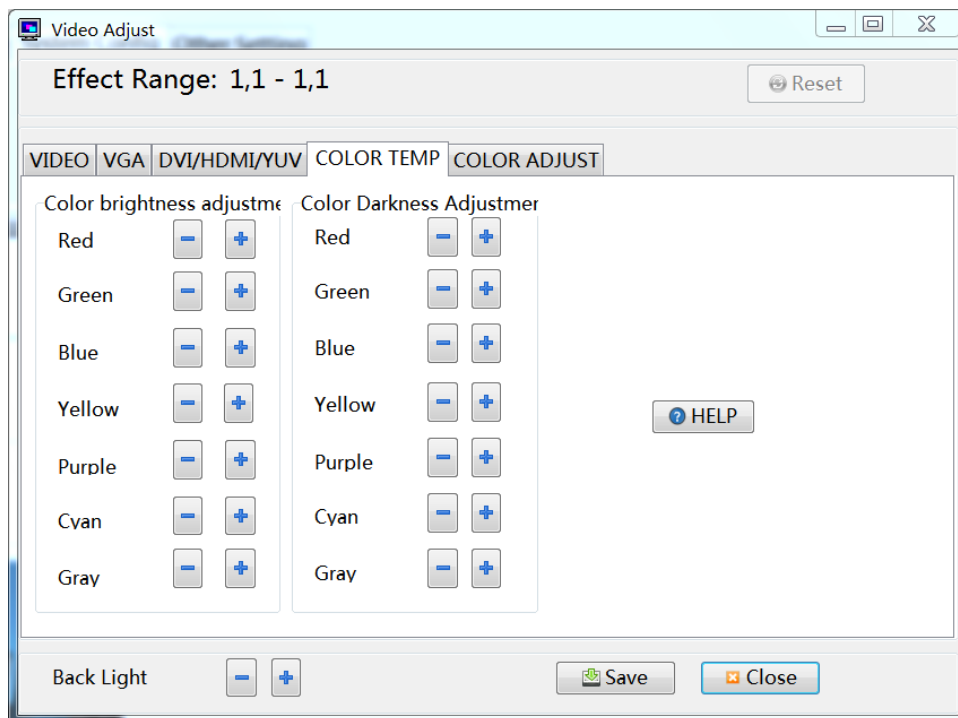 Video Adjust
Effect Range: 1,1 - 1,1
Reset
VIDEO VGA DVI/HDMI/YUV COLOR TEMP COLOR ADJUST
Color brightness adjustme
Red
Green
Blue
Yellow
Purple
Cyan
Gray
Color Darkness Adjustmer
Red
Green
Blue
Yellow
Purple
Cyan
Gray
HELP
Back Light
Save
Close